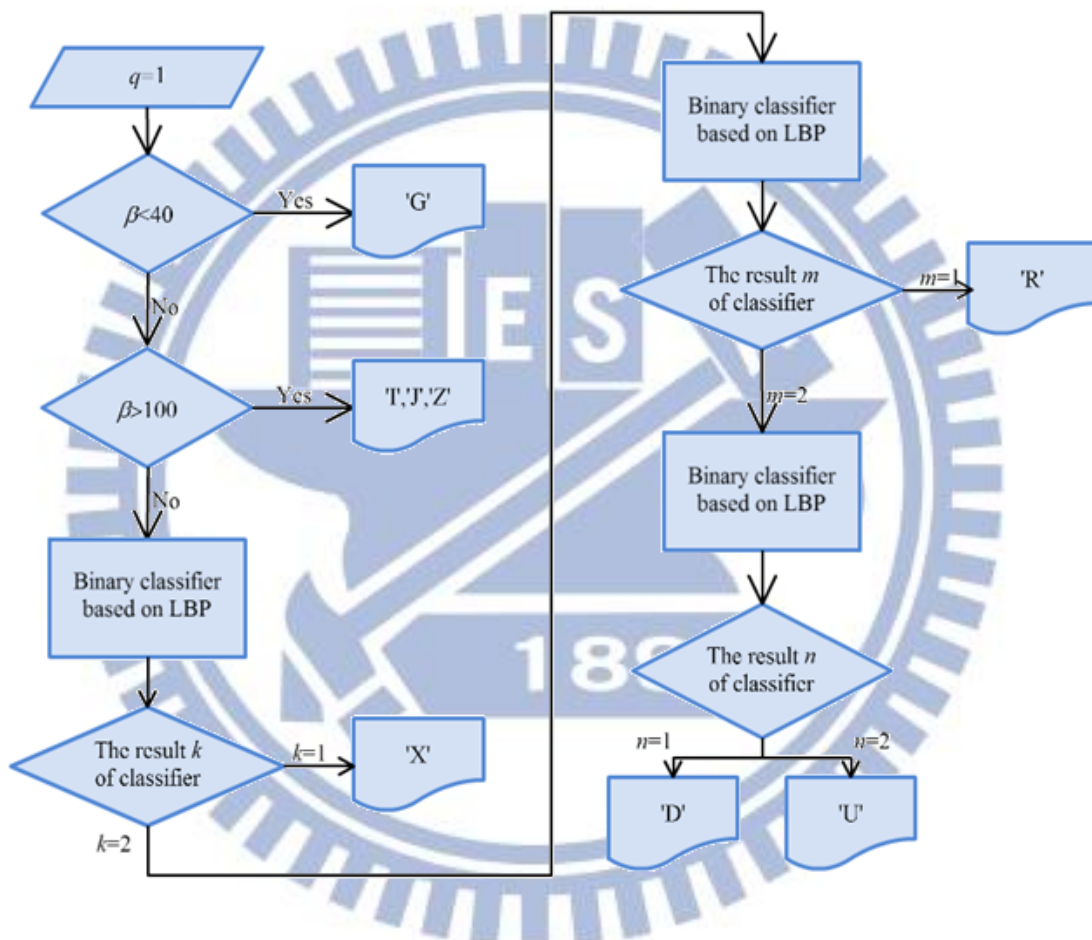 q=1
β<40
Yes
'G'
No
β>100
Yes
'I','J','Z'
No
Binary classifier
based on LBP
The result k
of classifier
k=1
'X'
k=2
Binary classifier
based on LBP
The result m
of classifier
m=1
'R'
m=2
Binary classifier
based on LBP
The result n
of classifier
n=1
n=2
'D'
'U'
ES